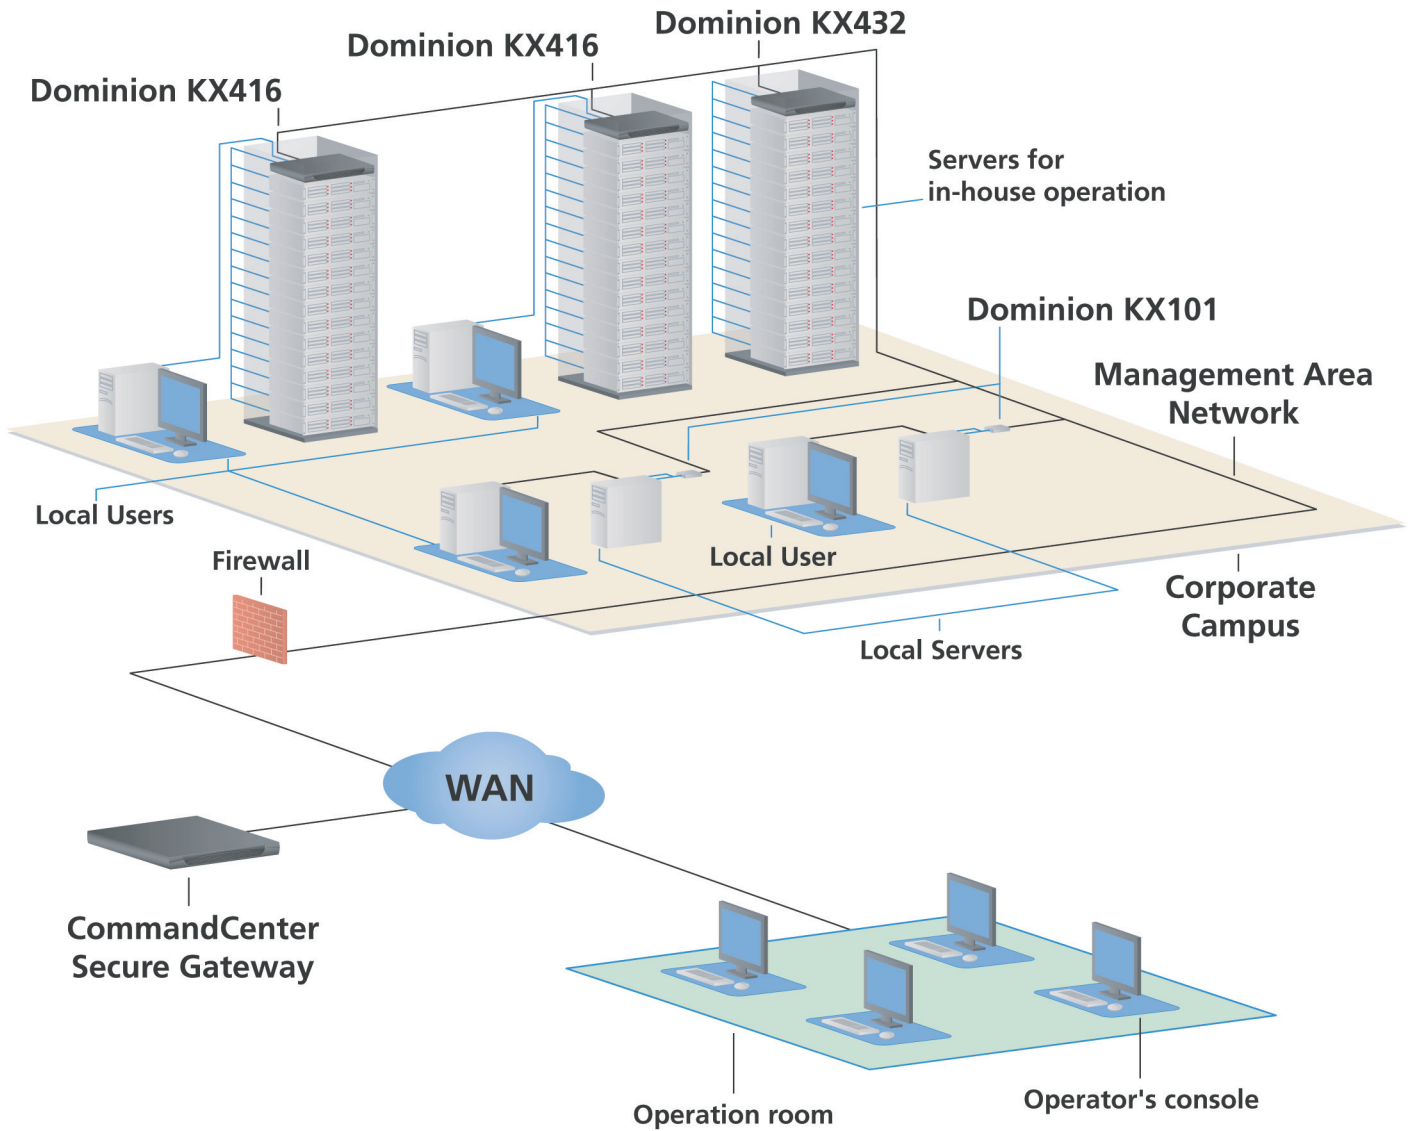 Dominion KX432
Dominion KX416
Dominion KX416
Servers for
in-house operation
Dominion KX101
Management Area
Network
Local Users
Firewall
Local User
Corporate
Campus
Local Servers
WAN
CommandCenter
Secure Gateway
Operation room
Operator's console